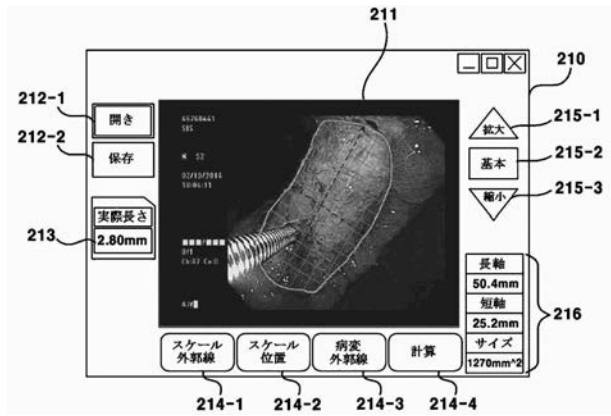 211
210
212-1
開き
212-2
保存
213
実際長さ
2.80mm
拡大
215-1
基本
215-2
縮小
215-3
長軸
50.4mm
短軸
25.2mm
サイズ
1270mm^2
216
スケール
外郭線
スケール
位置
病変
外郭線
計算
214-1
214-2
214-3
214-4